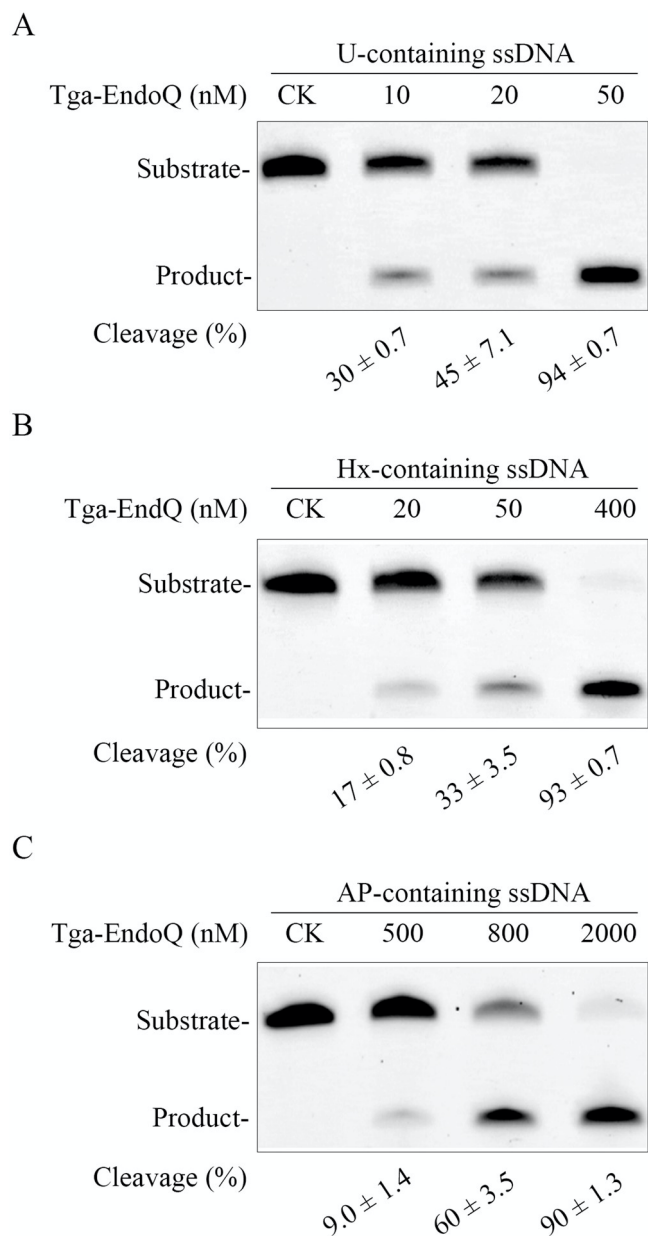 A
U-containing ssDNA
Tga-EndoQ (nM) CK 10 20 50
Substrate-
Product-
Cleavage (%) 30 ± 0.7 45 ± 7.1 94 ± 0.7
B
Hx-containing ssDNA
Tga-EndQ (nM) CK 20 50 400
Substrate-
Product-
Cleavage (%) 17 ± 0.8 33 ± 3.5 93 ± 0.7
C
AP-containing ssDNA
Tga-EndoQ (nM) CK 500 800 2000
Substrate-
Product-
Cleavage (%) 9.0 ± 1.4 60 ± 3.5 90 ± 1.3